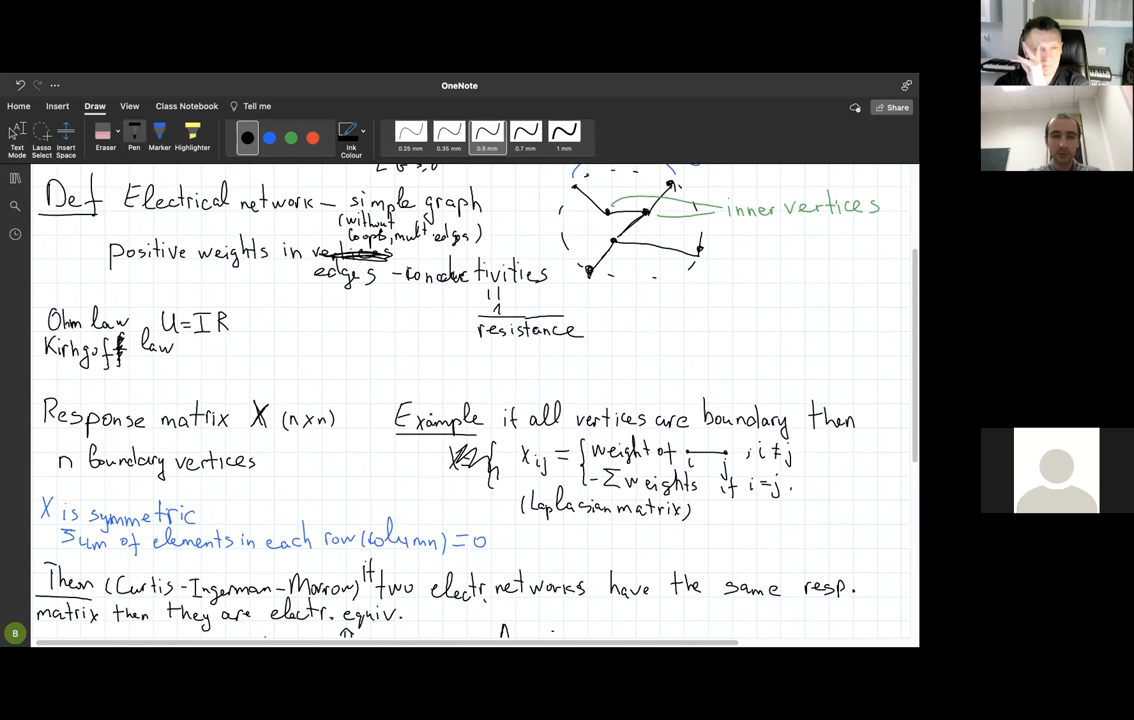 OneNote
Home Insert Draw View Class Notebook Tell me
Share
Text Mode Lasso Select Insert Space Eraser Pen Marker Highlighter Ink Colour 0.25 mm 0.35 mm 0.5 mm 0.7 mm 1 mm
Def Electrical network – simple graph
(without loops, mult. edges)
inner vertices
positive weights in vertices
edges – conductivities
1
resistance
Ohm law U=IR
Kirhgoff law
Response matrix X (n×n)
n boundary vertices
Example if all vertices are boundary then
x_ij = { weight of i j , i≠j
-Σ weights if i=j.
(Laplasian matrix)
X is symmetric
Sum of elements in each row (column) = 0
Them (Curtis-Ingerman-Morrow) If two electr. networks have the same resp.
matrix then they are electr. equiv.
B